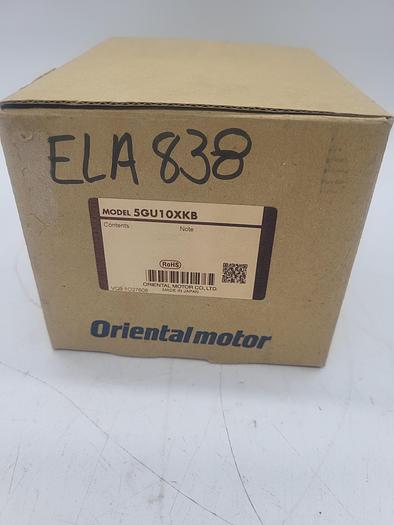 ELA 838
MODEL 5GU10XKB
Contents Note
RoHS
ORIENTAL MOTOR CO., LTD.
MADE IN JAPAN
Orientalmotor